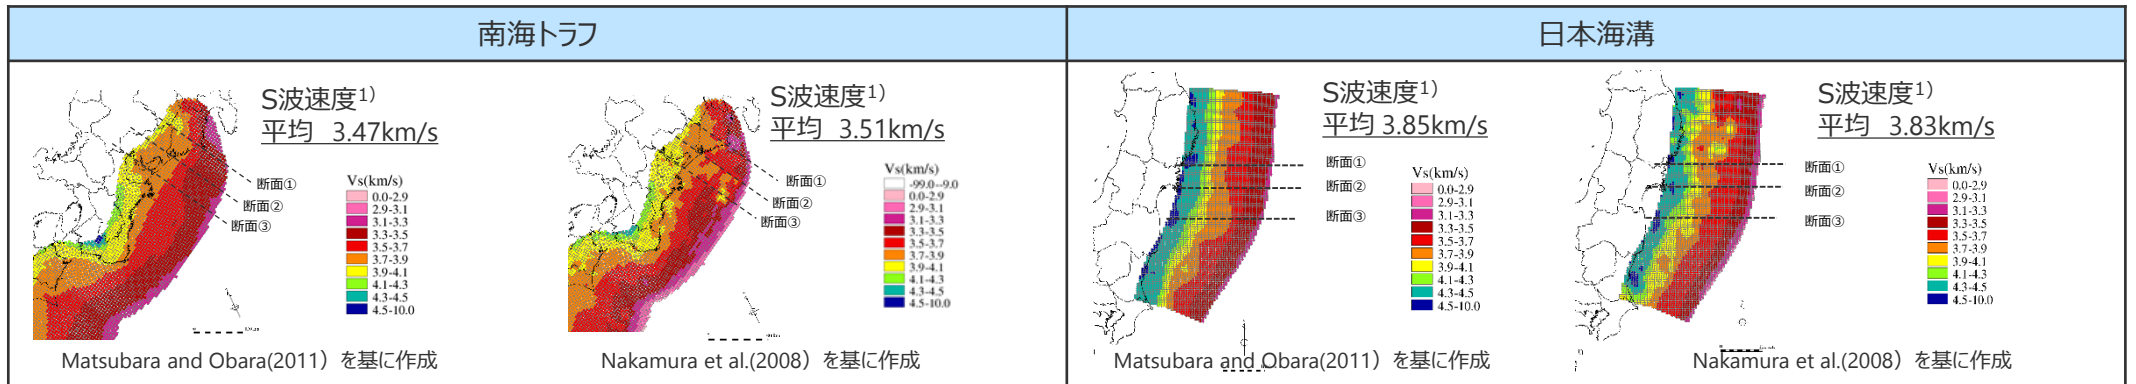 南海トラフ
日本海溝
S波速度1)
平均 3.47km/s
断面①
断面②
断面③
Vs(km/s)
0.0-2.9
2.9-3.1
3.1-3.3
3.3-3.5
3.5-3.7
3.7-3.9
3.9-4.1
4.1-4.3
4.3-4.5
4.5-10.0
Matsubara and Obara(2011）を基に作成
S波速度1)
平均 3.51km/s
断面①
断面②
断面③
Vs(km/s)
-99.0--9.0
0.0-2.9
2.9-3.1
3.1-3.3
3.3-3.5
3.5-3.7
3.7-3.9
3.9-4.1
4.1-4.3
4.3-4.5
4.5-10.0
Nakamura et al.(2008）を基に作成
S波速度1)
平均 3.85km/s
断面①
断面②
断面③
Vs(km/s)
0.0-2.9
2.9-3.1
3.1-3.3
3.3-3.5
3.5-3.7
3.7-3.9
3.9-4.1
4.1-4.3
4.3-4.5
4.5-10.0
Matsubara and Obara(2011）を基に作成
S波速度1)
平均 3.83km/s
断面①
断面②
断面③
Vs(km/s)
0.0-2.9
2.9-3.1
3.1-3.3
3.3-3.5
3.5-3.7
3.7-3.9
3.9-4.1
4.1-4.3
4.3-4.5
4.5-10.0
Nakamura et al.(2008）を基に作成